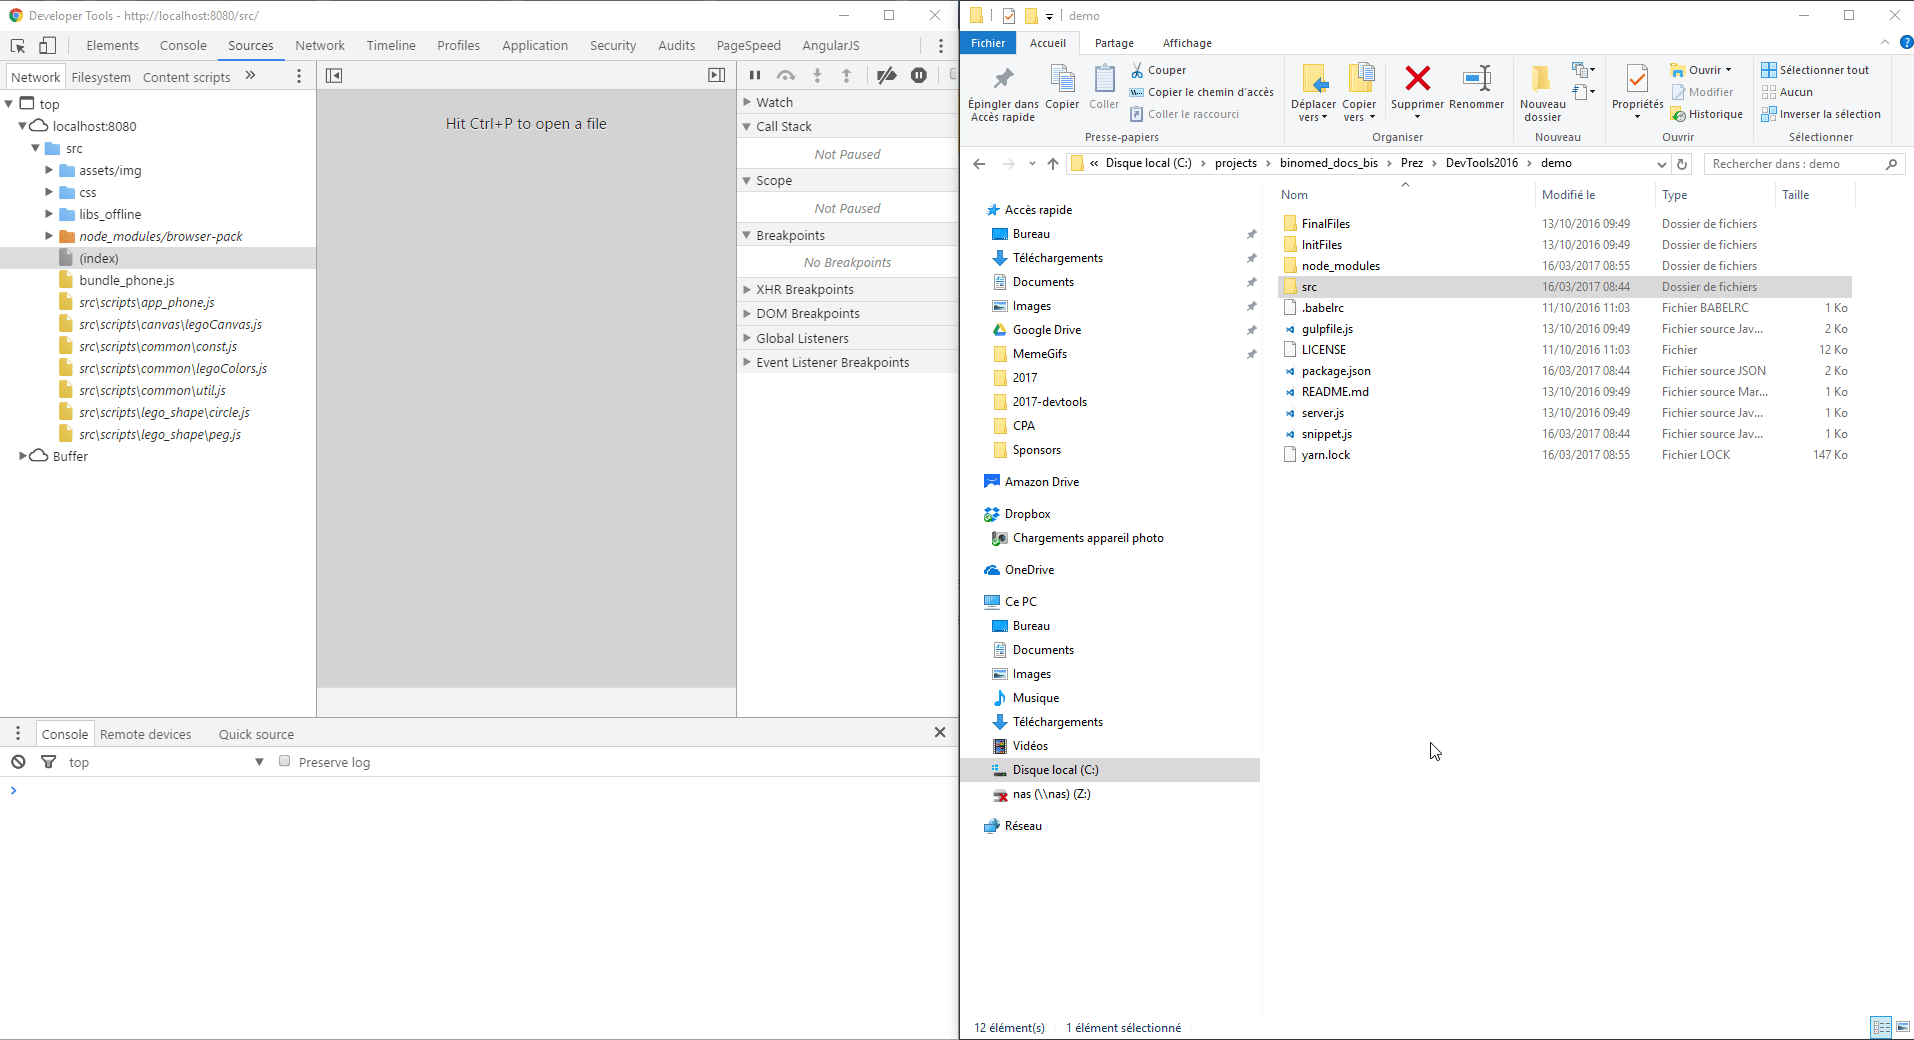 Developer Tools - http://localhost:8080/src/
Elements Console Sources Network Timeline Profiles Application Security Audits PageSpeed AngularJS
Network Filesystem Content scripts »
top
localhost:8080
src
assets/img
css
libs_offline
node_modules/browser-pack
(index)
bundle_phone.js
src\scripts\app_phone.js
src\scripts\canvas\legoCanvas.js
src\scripts\common\const.js
src\scripts\common\legoColors.js
src\scripts\common\util.js
src\scripts\lego_shape\circle.js
src\scripts\lego_shape\peg.js
Buffer
Hit Ctrl+P to open a file
Watch
Call Stack
Not Paused
Scope
Not Paused
Breakpoints
No Breakpoints
XHR Breakpoints
DOM Breakpoints
Global Listeners
Event Listener Breakpoints
Console Remote devices Quick source
top Preserve log
demo
Fichier Accueil Partage Affichage
Épingler dans
Accès rapide
Copier
Coller
Couper
Copier le chemin d'accès
Coller le raccourci
Presse-papiers
Déplacer
vers
Copier
vers
Supprimer
Renommer
Organiser
Nouveau
dossier
Nouveau
Propriétés
Ouvrir
Modifier
Historique
Ouvrir
Sélectionner tout
Aucun
Inverser la sélection
Sélectionner
« Disque local (C:) > projects > binomed_docs_bis > Prez > DevTools2016 > demo
Rechercher dans : demo
Accès rapide
Bureau
Téléchargements
Documents
Images
Google Drive
MemeGifs
2017
2017-devtools
CPA
Sponsors
Amazon Drive
Dropbox
Chargements appareil photo
OneDrive
Ce PC
Bureau
Documents
Images
Musique
Téléchargements
Vidéos
Disque local (C:)
nas (\\nas) (Z:)
Réseau
Nom Modifié le Type Taille
FinalFiles 13/10/2016 09:49 Dossier de fichiers
InitFiles 13/10/2016 09:49 Dossier de fichiers
node_modules 16/03/2017 08:55 Dossier de fichiers
src 16/03/2017 08:44 Dossier de fichiers
.babelrc 11/10/2016 11:03 Fichier BABELRC 1 Ko
gulpfile.js 13/10/2016 09:49 Fichier source Jav... 2 Ko
LICENSE 11/10/2016 11:03 Fichier 12 Ko
package.json 16/03/2017 08:44 Fichier source JSON 2 Ko
README.md 13/10/2016 09:49 Fichier source Mar... 1 Ko
server.js 13/10/2016 09:49 Fichier source Jav... 1 Ko
snippet.js 16/03/2017 08:44 Fichier source Jav... 1 Ko
yarn.lock 16/03/2017 08:55 Fichier LOCK 147 Ko
12 élément(s) 1 élément sélectionné